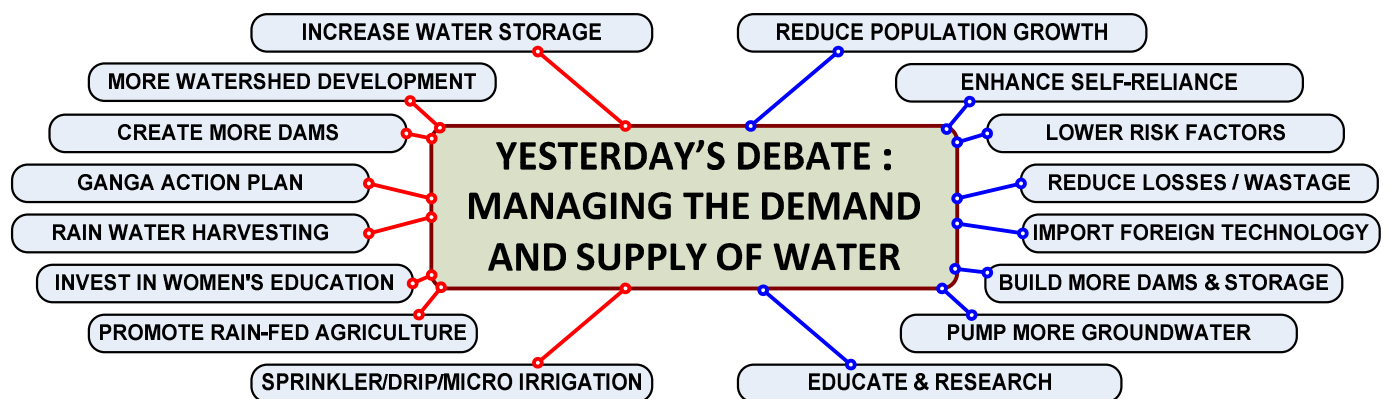 INCREASE WATER STORAGE
REDUCE POPULATION GROWTH
MORE WATERSHED DEVELOPMENT
ENHANCE SELF-RELIANCE
CREATE MORE DAMS
LOWER RISK FACTORS
YESTERDAY'S DEBATE :
MANAGING THE DEMAND
AND SUPPLY OF WATER
GANGA ACTION PLAN
REDUCE LOSSES / WASTAGE
RAIN WATER HARVESTING
IMPORT FOREIGN TECHNOLOGY
INVEST IN WOMEN'S EDUCATION
BUILD MORE DAMS & STORAGE
PROMOTE RAIN-FED AGRICULTURE
PUMP MORE GROUNDWATER
SPRINKLER/DRIP/MICRO IRRIGATION
EDUCATE & RESEARCH